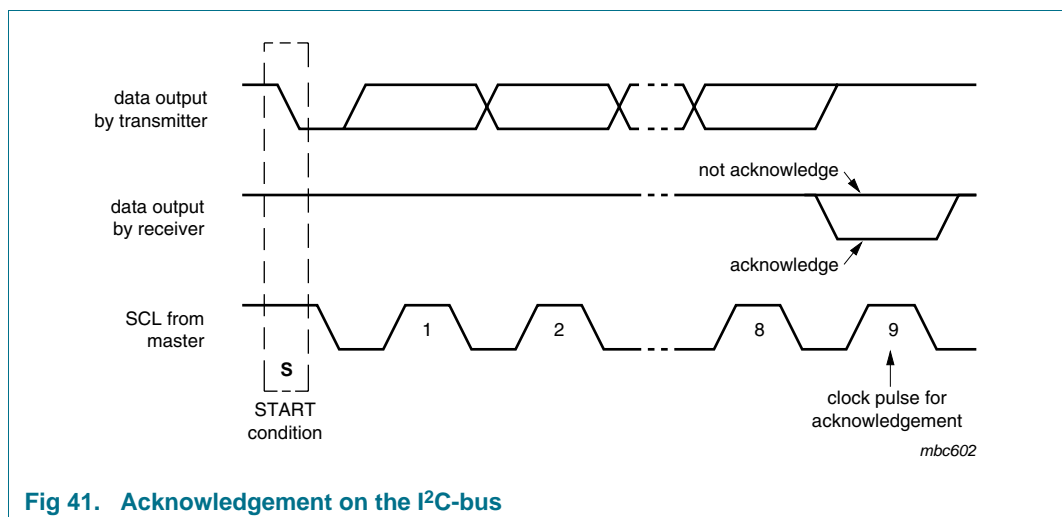 data output
by transmitter
not acknowledge
data output
by receiver
acknowledge
SCL from
master
1
2
8
9
S
START
condition
clock pulse for
acknowledgement
mbc602
Fig 41. Acknowledgement on the I²C-bus